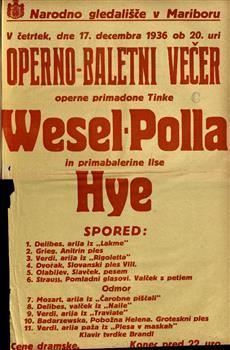 Narodno gledališče v Mariboru
V četrtek, dne 17. decembra 1936 ob 20. uri
OPERNO-BALETNI VEČER
operne primadone Tinke
Wesel-Polla
in primabalerine Ilse
Hye
SPORED:
1. Delibes, arija iz „Lakme"
2. Grieg, Anitrin ples
3. Verdi, arija iz „Rigoletta"
4. Dvořak, Slovanski ples VIII.
5. Olabijev, Slavček, pesem
6. Strauss, Pomladni glasovi. Valček s petjem
Odmor
7. Mozart, arija iz „Čarobne piščali"
8. Delibes, valček iz „Naile"
9. Verdi, arija iz „Traviate"
10. Badarzewska, Pobožna Helena. Groteskni ples
11. Verdi, arija paža iz „Plesa v maskah"
Klavir tvrdke Brandl
Cene dramske.
Konec pred 22. uro